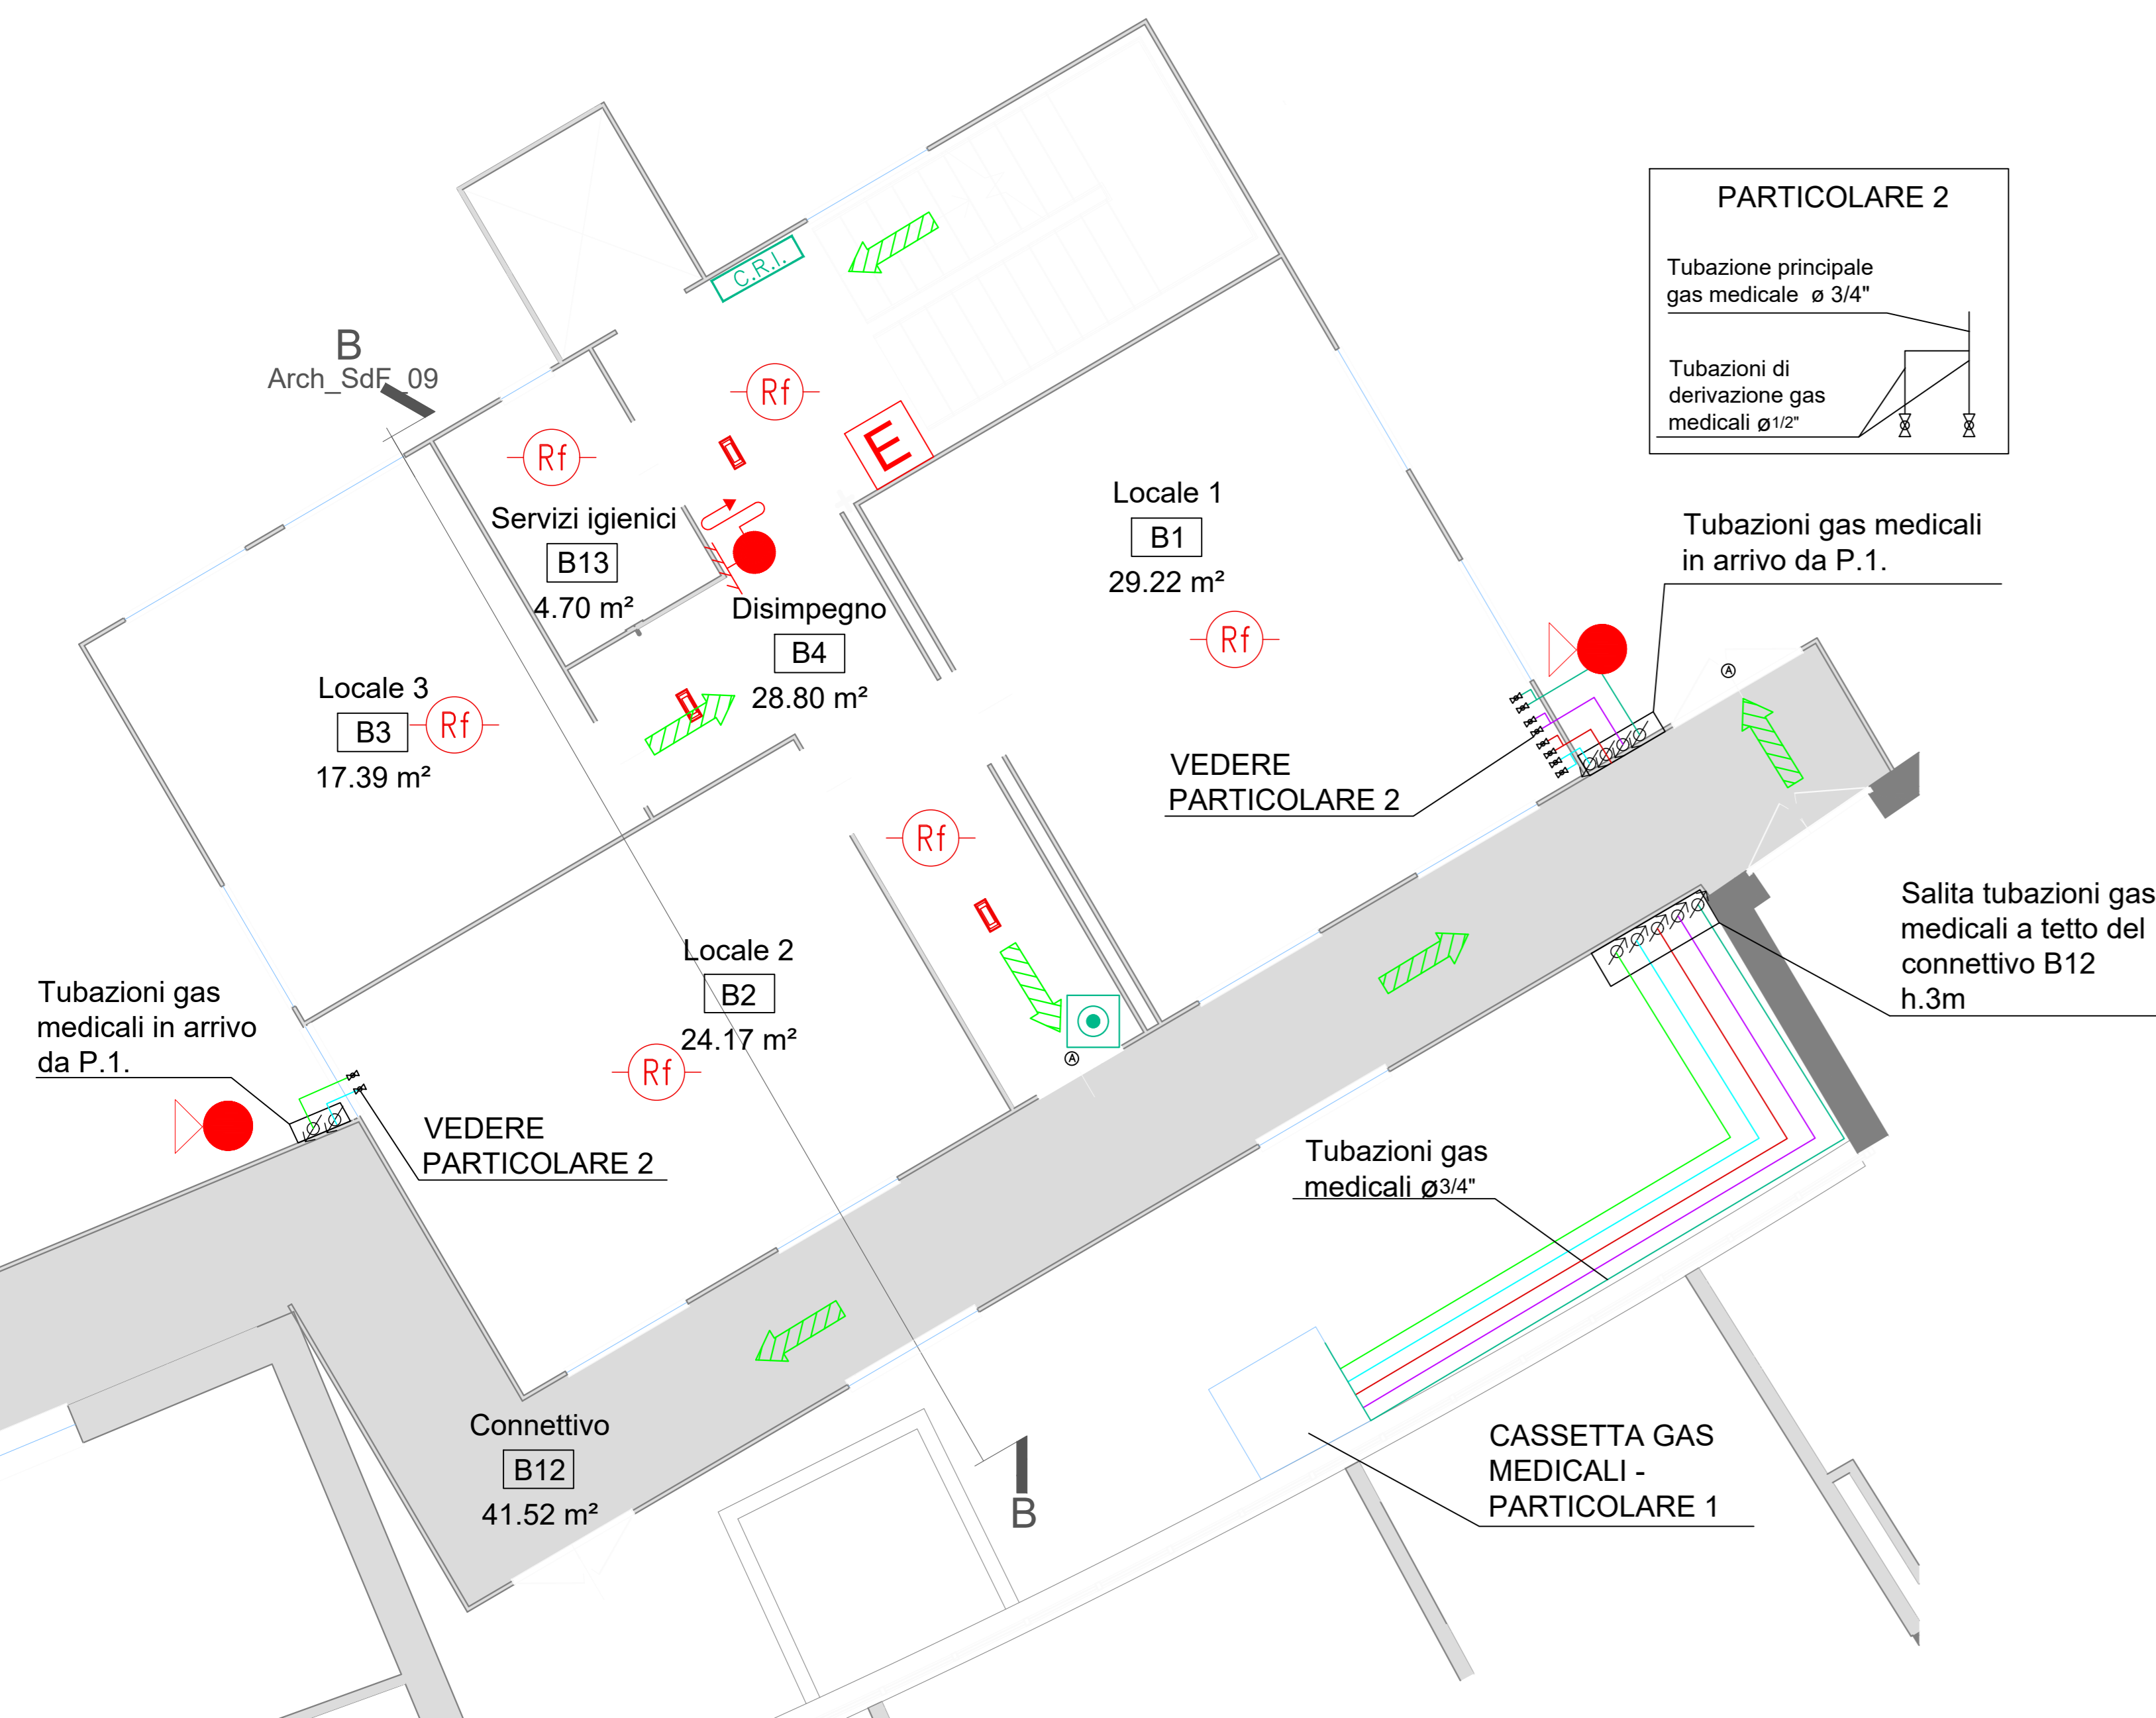 PARTICOLARE 2
Tubazione principale
gas medicale ø 3/4"
Tubazioni di
derivazione gas
medicali ø1/2"
C.R.I.
B
Arch_SdF_09
Rf
Rf
E
Servizi igienici
B13
4.70 m²
Locale 1
B1
29.22 m²
Rf
Tubazioni gas medicali
in arrivo da P.1.
Disimpegno
B4
28.80 m²
Locale 3
B3
17.39 m²
Rf
A
VEDERE
PARTICOLARE 2
Rf
Locale 2
B2
24.17 m²
Rf
A
Salita tubazioni gas
medicali a tetto del
connettivo B12
h.3m
Tubazioni gas
medicali in arrivo
da P.1.
VEDERE
PARTICOLARE 2
Tubazioni gas
medicali ø3/4"
Connettivo
B12
41.52 m²
B
CASSETTA GAS
MEDICALI -
PARTICOLARE 1